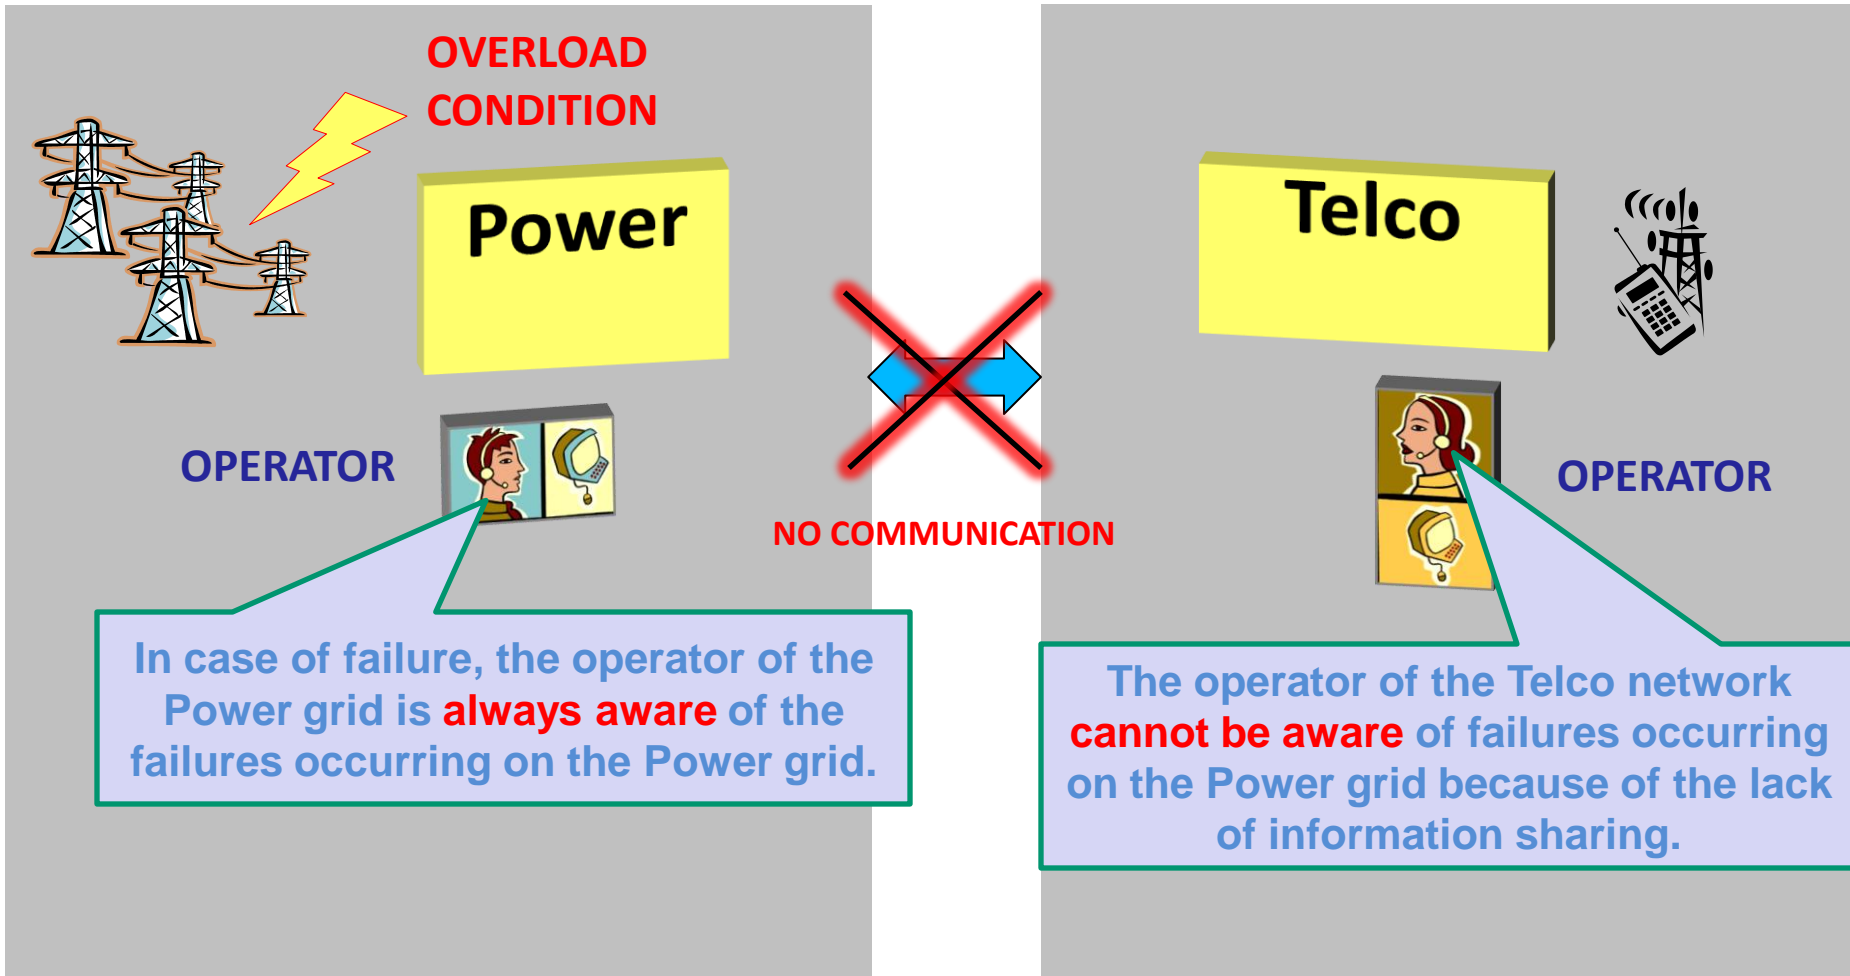 OVERLOAD
CONDITION
Power
Telco
OPERATOR
OPERATOR
NO COMMUNICATION
In case of failure, the operator of the
Power grid is always aware of the
failures occurring on the Power grid.
The operator of the Telco network
cannot be aware of failures occurring
on the Power grid because of the lack
of information sharing.